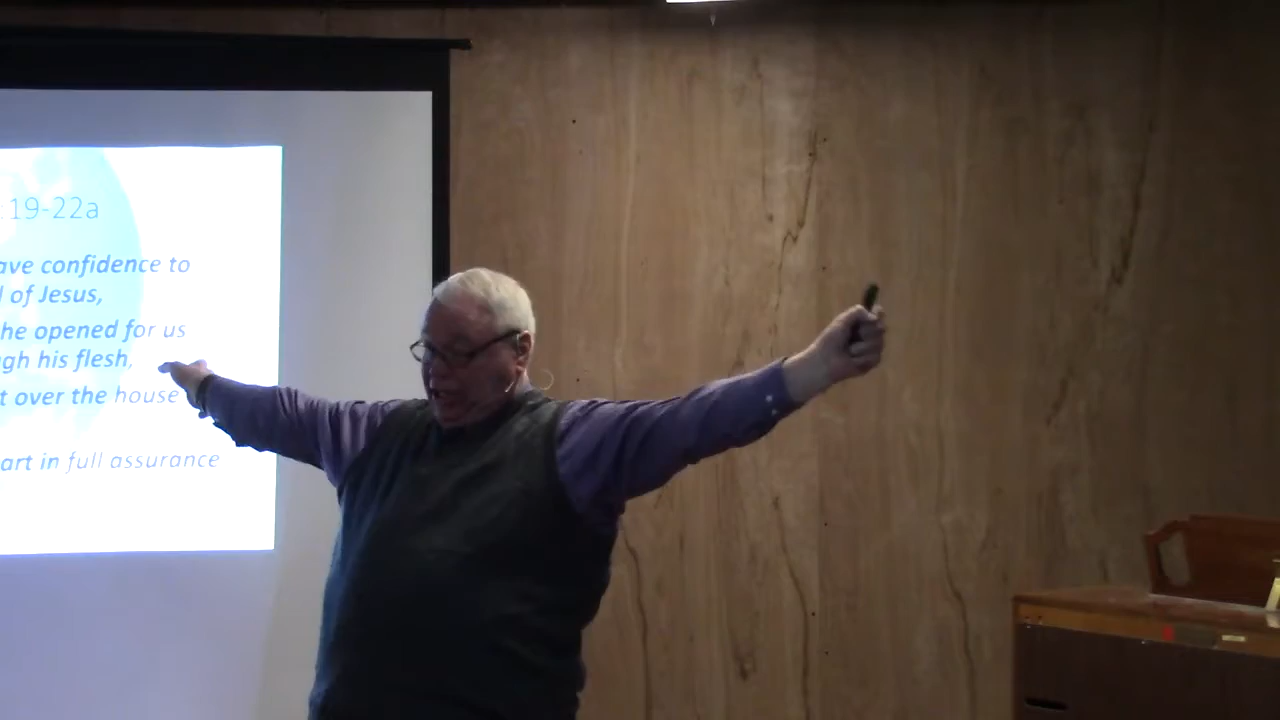 :19-22a
ave confidence to
l of Jesus,
he opened for us
gh his flesh,
t over the house
art in full assurance